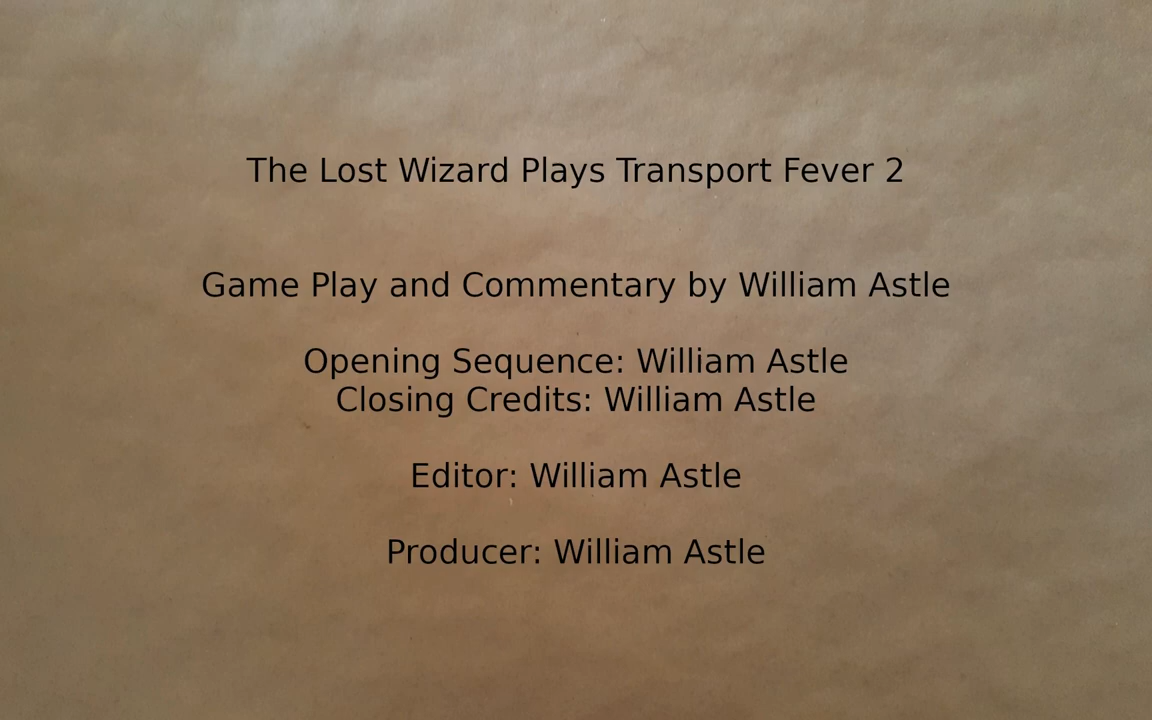 The Lost Wizard Plays Transport Fever 2
Game Play and Commentary by William Astle
Opening Sequence: William Astle
Closing Credits: William Astle
Editor: William Astle
Producer: William Astle